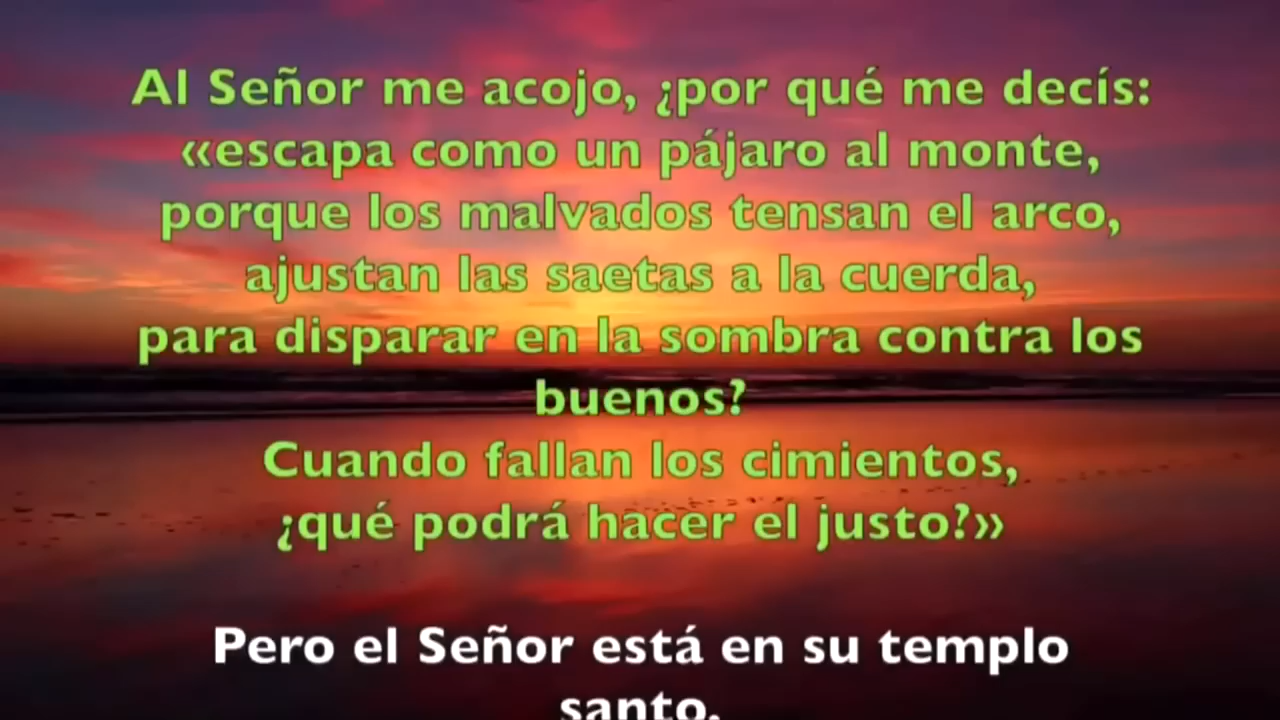 Al Señor me acojo, ¿por qué me decís:
«escapa como un pájaro al monte,
porque los malvados tensan el arco,
ajustan las saetas a la cuerda,
para disparar en la sombra contra los
buenos?
Cuando fallan los cimientos,
¿qué podrá hacer el justo?»
Pero el Señor está en su templo
santo.